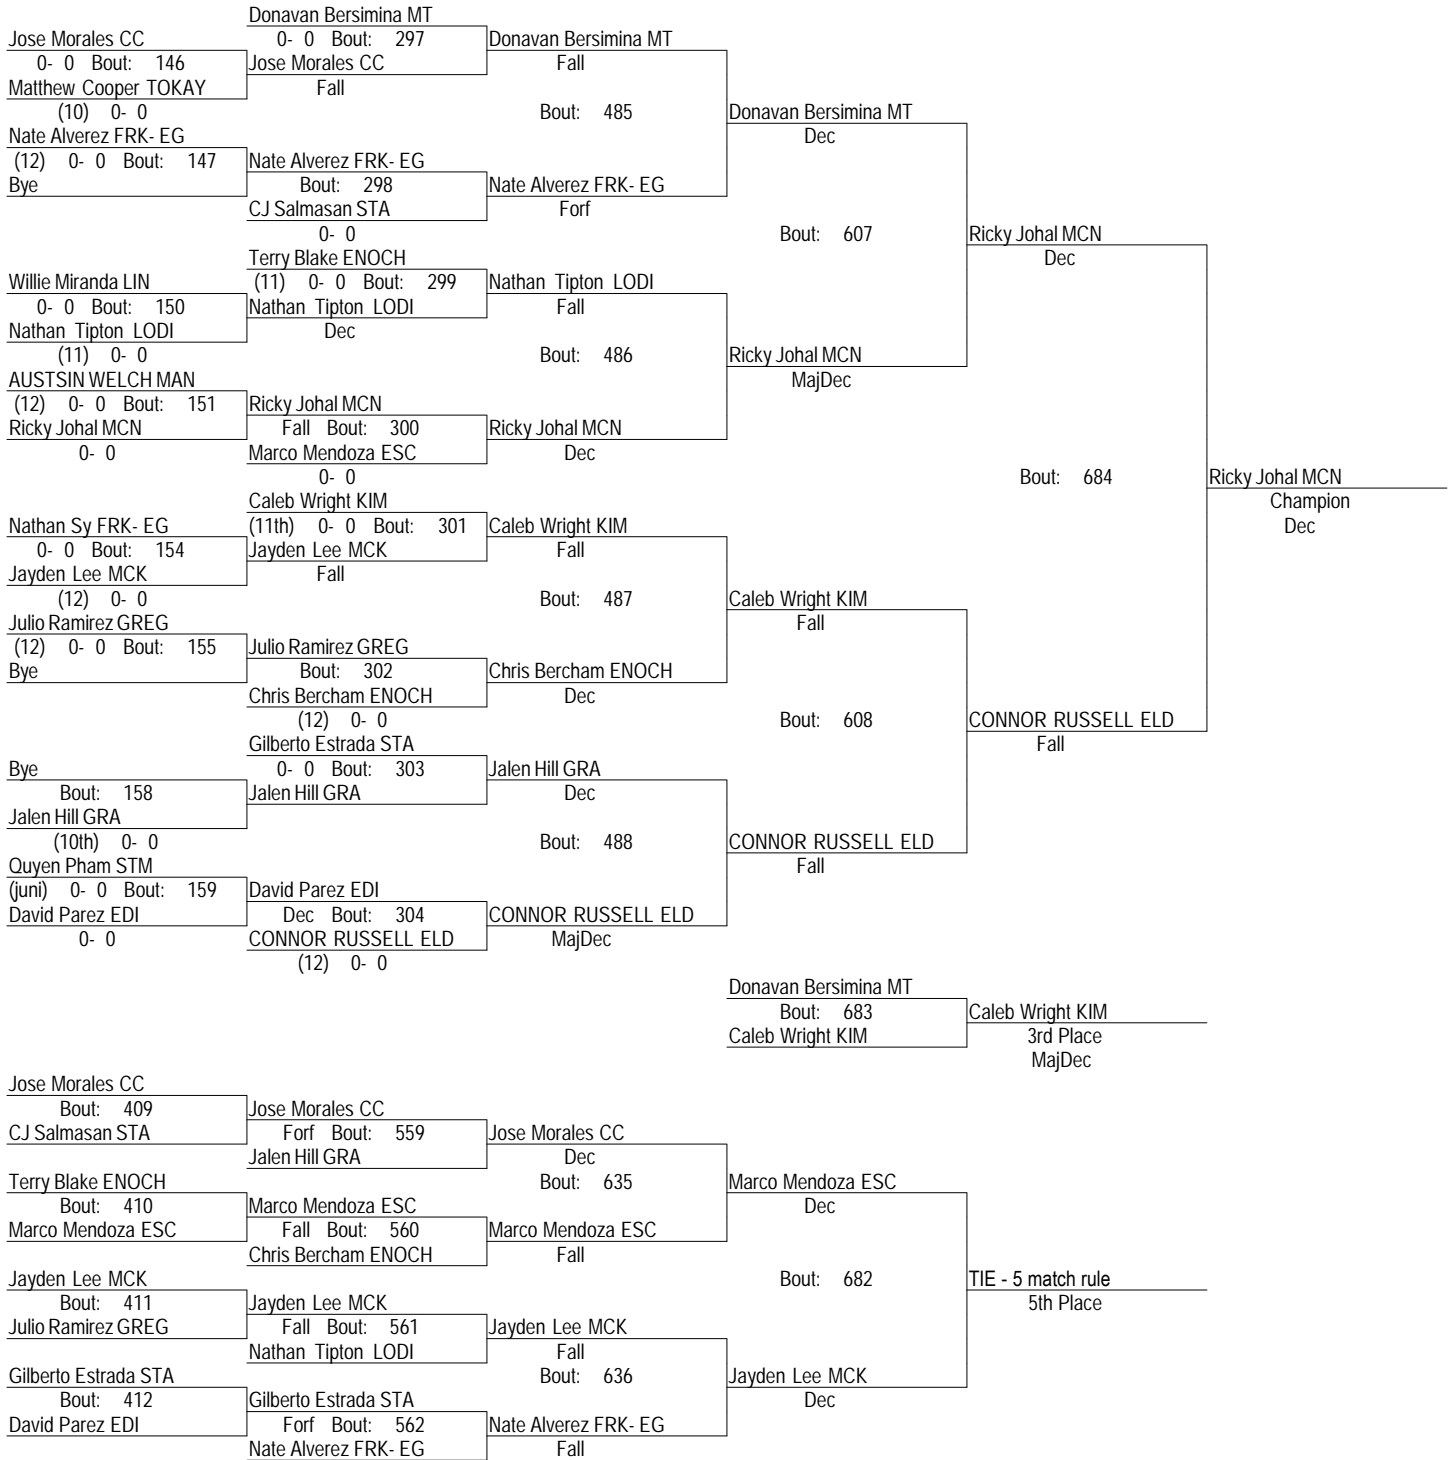 Donavan Bersimina MT
Jose Morales CC
0- 0 Bout: 297
Donavan Bersimina MT
0- 0 Bout: 146
Jose Morales CC
Fall
Matthew Cooper TOKAY
Fall
(10) 0- 0
Bout: 485
Donavan Bersimina MT
Nate Alverez FRK- EG
Dec
(12) 0- 0 Bout: 147
Nate Alverez FRK- EG
Bye
Bout: 298
Nate Alverez FRK- EG
CJ Salmasan STA
Forf
0- 0
Bout: 607
Ricky Johal MCN
Terry Blake ENOCH
Dec
Willie Miranda LIN
(11) 0- 0 Bout: 299
Nathan Tipton LODI
0- 0 Bout: 150
Nathan Tipton LODI
Fall
Nathan Tipton LODI
Dec
(11) 0- 0
Bout: 486
Ricky Johal MCN
AUSTSIN WELCH MAN
MajDec
(12) 0- 0 Bout: 151
Ricky Johal MCN
Ricky Johal MCN
Fall Bout: 300
Ricky Johal MCN
0- 0
Marco Mendoza ESC
Dec
0- 0
Bout: 684
Ricky Johal MCN
Caleb Wright KIM
Champion
Nathan Sy FRK- EG
(11th) 0- 0 Bout: 301
Caleb Wright KIM
Dec
0- 0 Bout: 154
Jayden Lee MCK
Fall
Jayden Lee MCK
Fall
(12) 0- 0
Bout: 487
Caleb Wright KIM
Julio Ramirez GREG
Fall
(12) 0- 0 Bout: 155
Julio Ramirez GREG
Bye
Bout: 302
Chris Bercham ENOCH
Chris Bercham ENOCH
Dec
(12) 0- 0
Bout: 608
CONNOR RUSSELL ELD
Gilberto Estrada STA
Fall
Bye
0- 0 Bout: 303
Jalen Hill GRA
Bout: 158
Jalen Hill GRA
Dec
Jalen Hill GRA
(10th) 0- 0
Bout: 488
CONNOR RUSSELL ELD
Quyen Pham STM
Fall
(juni) 0- 0 Bout: 159
David Parez EDI
David Parez EDI
Dec Bout: 304
CONNOR RUSSELL ELD
0- 0
CONNOR RUSSELL ELD
MajDec
(12) 0- 0
Donavan Bersimina MT
Bout: 683
Caleb Wright KIM
Caleb Wright KIM
3rd Place
MajDec
Jose Morales CC
Bout: 409
Jose Morales CC
CJ Salmasan STA
Forf Bout: 559
Jose Morales CC
Jalen Hill GRA
Dec
Terry Blake ENOCH
Bout: 635
Marco Mendoza ESC
Bout: 410
Marco Mendoza ESC
Dec
Marco Mendoza ESC
Fall Bout: 560
Marco Mendoza ESC
Chris Bercham ENOCH
Fall
Jayden Lee MCK
Bout: 682
TIE - 5 match rule
Bout: 411
Jayden Lee MCK
5th Place
Julio Ramirez GREG
Fall Bout: 561
Jayden Lee MCK
Nathan Tipton LODI
Fall
Gilberto Estrada STA
Bout: 636
Jayden Lee MCK
Bout: 412
Gilberto Estrada STA
Dec
David Parez EDI
Forf Bout: 562
Nate Alverez FRK- EG
Nate Alverez FRK- EG
Fall